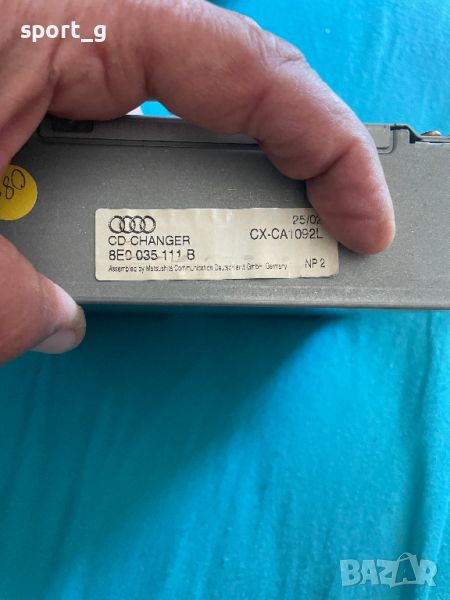 sport_g
80
25/02
CD-CHANGER CX-CA1092L
8E0 035 111 B
Assembled by Matsushita Communication Deutschland GmbH, Germany NP 2
BAZAR